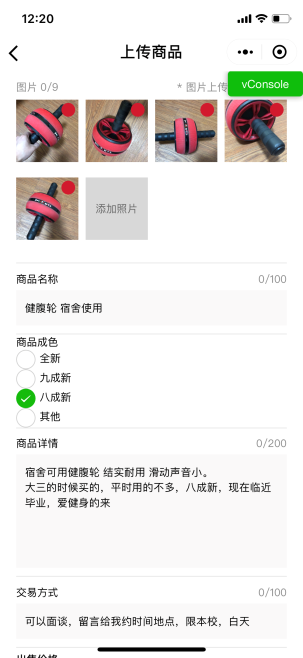 12:20
上传商品
图片 0/9
* 图片上传
vConsole
添加照片
商品名称
0/100
健腹轮 宿舍使用
商品成色
全新
九成新
八成新
其他
商品详情
0/200
宿舍可用健腹轮 结实耐用 滑动声音小。
大三的时候买的，平时用的不多，八成新，现在临近
毕业，爱健身的来
交易方式
0/100
可以面谈，留言给我约时间地点，限本校，白天
出售价格